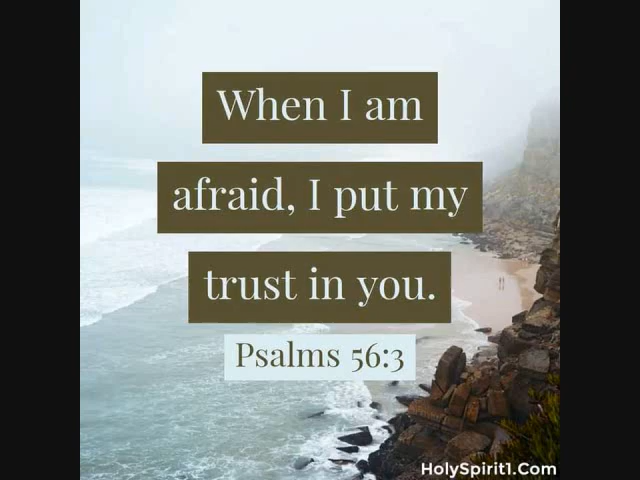 When I am
afraid, I put my
trust in you.
Psalms 56:3
HolySpirit1.Com